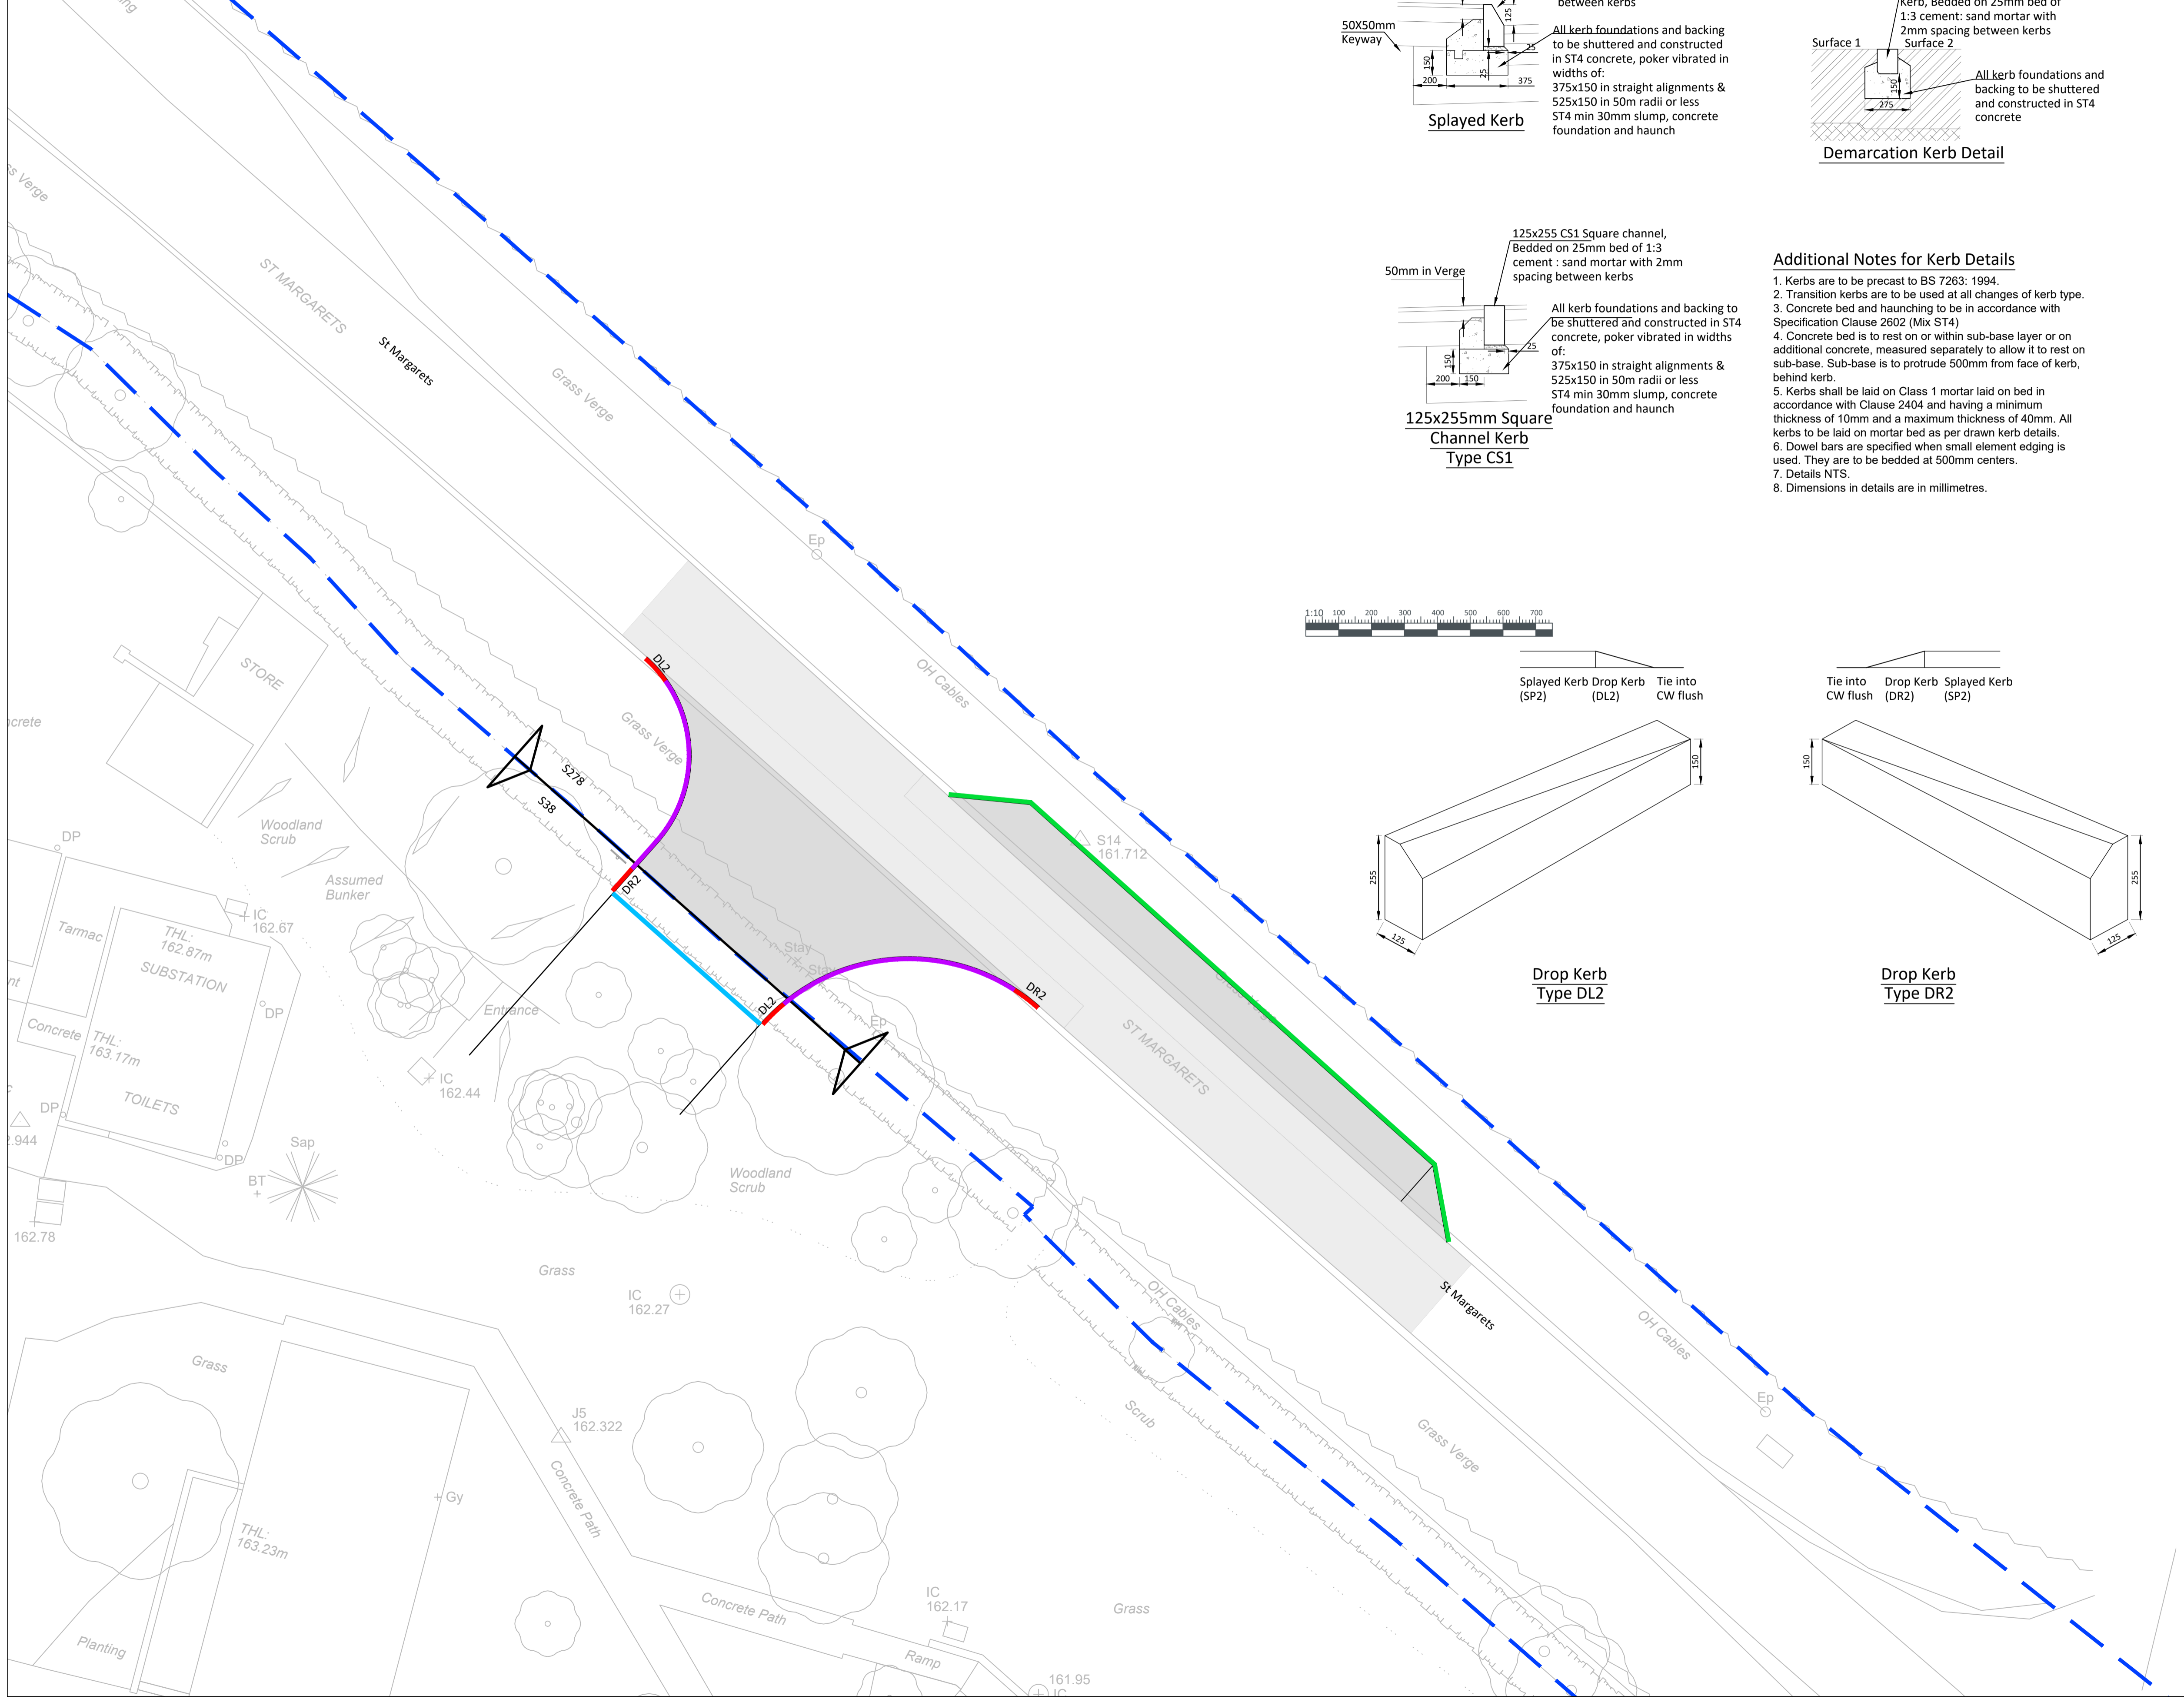 between kerbs
125
50X50mm
Keyway
All kerb foundations and backing
to be shuttered and constructed
in ST4 concrete, poker vibrated in
widths of:
375x150 in straight alignments &
525x150 in 50m radii or less
ST4 min 30mm slump, concrete
foundation and haunch
25
150
25
200
375
Splayed Kerb
Kerb, Bedded on 25mm bed of
1:3 cement: sand mortar with
2mm spacing between kerbs
Surface 1
Surface 2
All kerb foundations and
backing to be shuttered
and constructed in ST4
concrete
150
275
Demarcation Kerb Detail
125x255 CS1 Square channel,
Bedded on 25mm bed of 1:3
cement : sand mortar with 2mm
spacing between kerbs
50mm in Verge
All kerb foundations and backing to
be shuttered and constructed in ST4
concrete, poker vibrated in widths
of:
375x150 in straight alignments &
525x150 in 50m radii or less
ST4 min 30mm slump, concrete
foundation and haunch
25
150
200
150
125x255mm Square
Channel Kerb
Type CS1
Additional Notes for Kerb Details
1. Kerbs are to be precast to BS 7263: 1994.
2. Transition kerbs are to be used at all changes of kerb type.
3. Concrete bed and haunching to be in accordance with
Specification Clause 2602 (Mix ST4)
4. Concrete bed is to rest on or within sub-base layer or on
additional concrete, measured separately to allow it to rest on
sub-base. Sub-base is to protrude 500mm from face of kerb,
behind kerb.
5. Kerbs shall be laid on Class 1 mortar laid on bed in
accordance with Clause 2404 and having a minimum
thickness of 10mm and a maximum thickness of 40mm. All
kerbs to be laid on mortar bed as per drawn kerb details.
6. Dowel bars are specified when small element edging is
used. They are to be bedded at 500mm centers.
7. Details NTS.
8. Dimensions in details are in millimetres.
1:10 100 200 300 400 500 600 700
Splayed Kerb
(SP2)
Drop Kerb
(DL2)
Tie into
CW flush
150
255
125
Drop Kerb
Type DL2
Tie into
CW flush
Drop Kerb
(DR2)
Splayed Kerb
(SP2)
150
255
125
Drop Kerb
Type DR2
ss Verge
ST MARGARETS
St Margarets
Grass Verge
Ep
OH Cables
STORE
DL2
Grass Verge
S278
S38
S14
161.712
DR2
DL2
DR2
Stay
Stay
Ep
ST MARGARETS
St Margarets
OH Cables
Ep
Grass Verge
OH Cables
Scrub
crete
DP
Woodland
Scrub
Assumed
Bunker
IC
162.67
Tarmac
THL:
162.87m
SUBSTATION
DP
Concrete
THL:
163.17m
TOILETS
Entrance
IC
162.44
DP
2.944
DP
Sap
BT
162.78
Woodland
Scrub
Grass
IC
162.27
Grass
J5
162.322
Concrete Path
Gy
THL:
163.23m
Planting
Concrete Path
IC
162.17
Ramp
Grass
161.95
IC